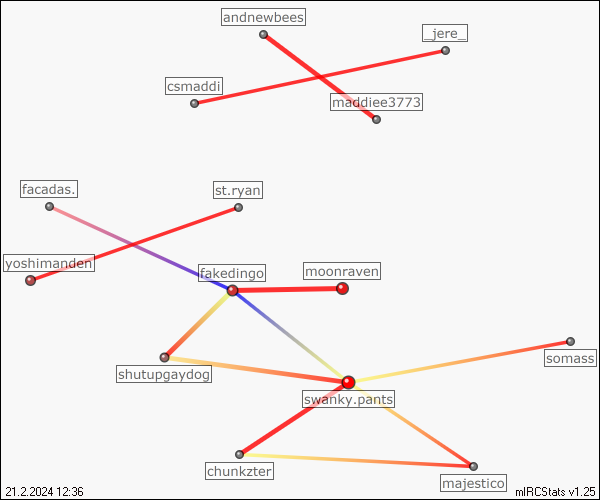 andnewbees
_jere_
csmaddi
maddiee3773
facadas.
st.ryan
yoshimanden
fakedingo
moonraven
somass
shutupgaydog
swanky.pants
chunkzter
majestico
21.2.2024 12:36
mIRCStats v1.25